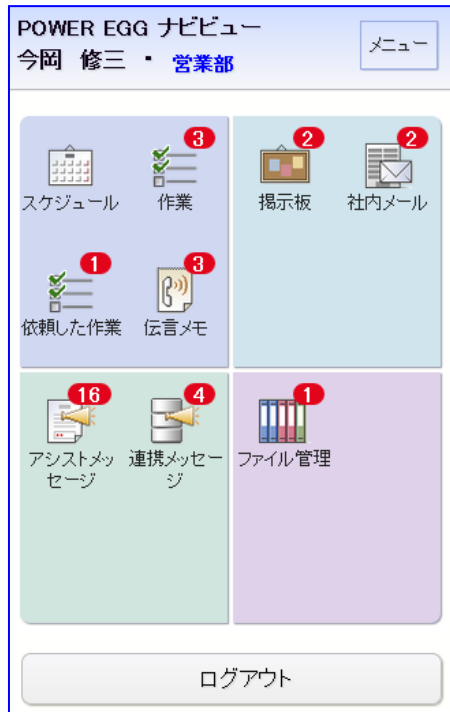 POWER EGG ナビビュー
今岡 修三 ・ 営業部
メニュー
3
2
2
スケジュール
作業
掲示板
社内メール
1
3
依頼した作業
伝言メモ
16
4
1
アシストメッ
セージ
連携メッセー
ジ
ファイル管理
ログアウト